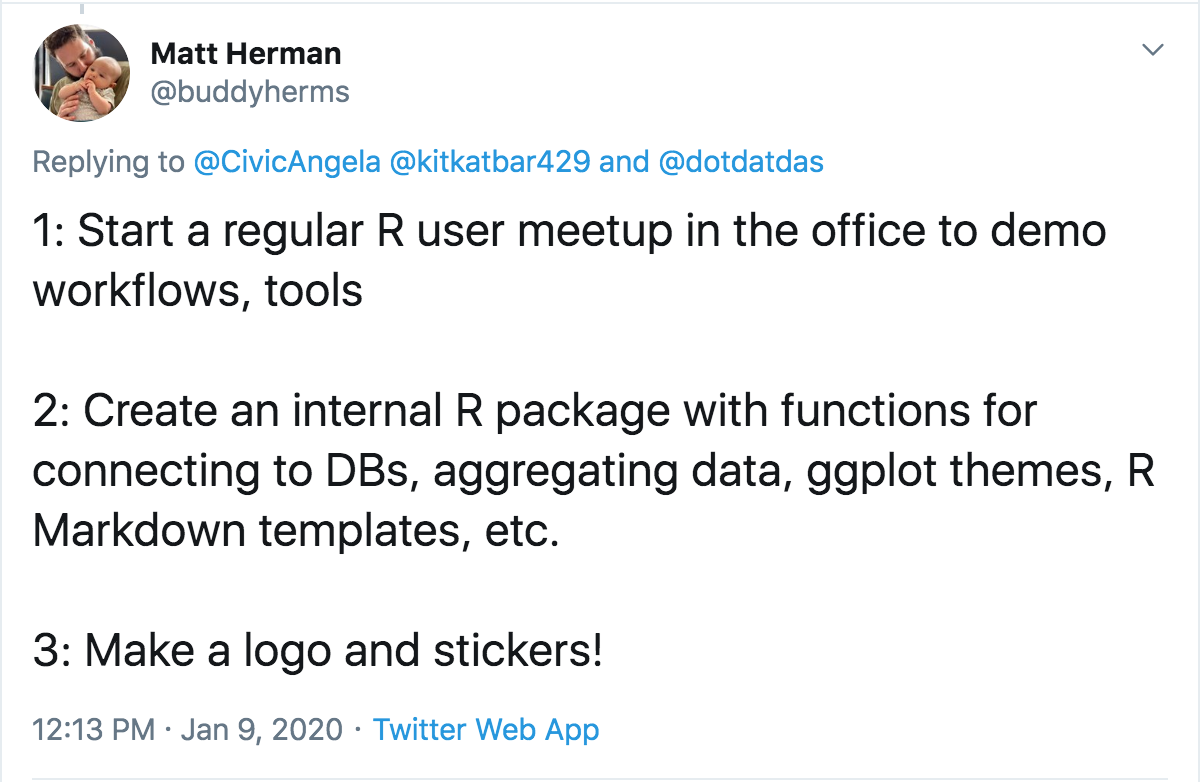 Matt Herman
@buddyherms
Replying to @CivicAngela @kitkatbar429 and @dotdatdas
1: Start a regular R user meetup in the office to demo
workflows, tools
2: Create an internal R package with functions for
connecting to DBs, aggregating data, ggplot themes, R
Markdown templates, etc.
3: Make a logo and stickers!
12:13 PM · Jan 9, 2020 · Twitter Web App